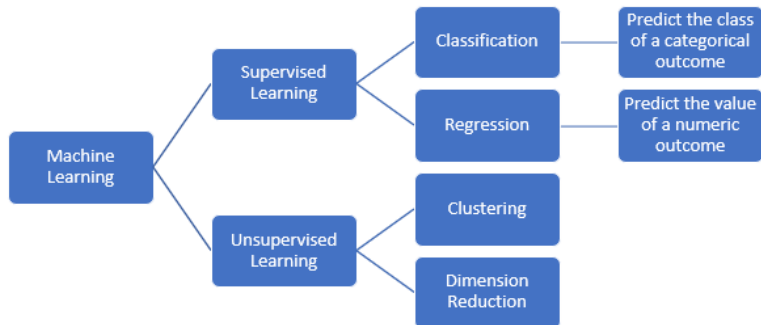 Machine
Learning
Supervised
Learning
Classification
Predict the class
of a categorical
outcome
Regression
Predict the value
of a numeric
outcome
Unsupervised
Learning
Clustering
Dimension
Reduction